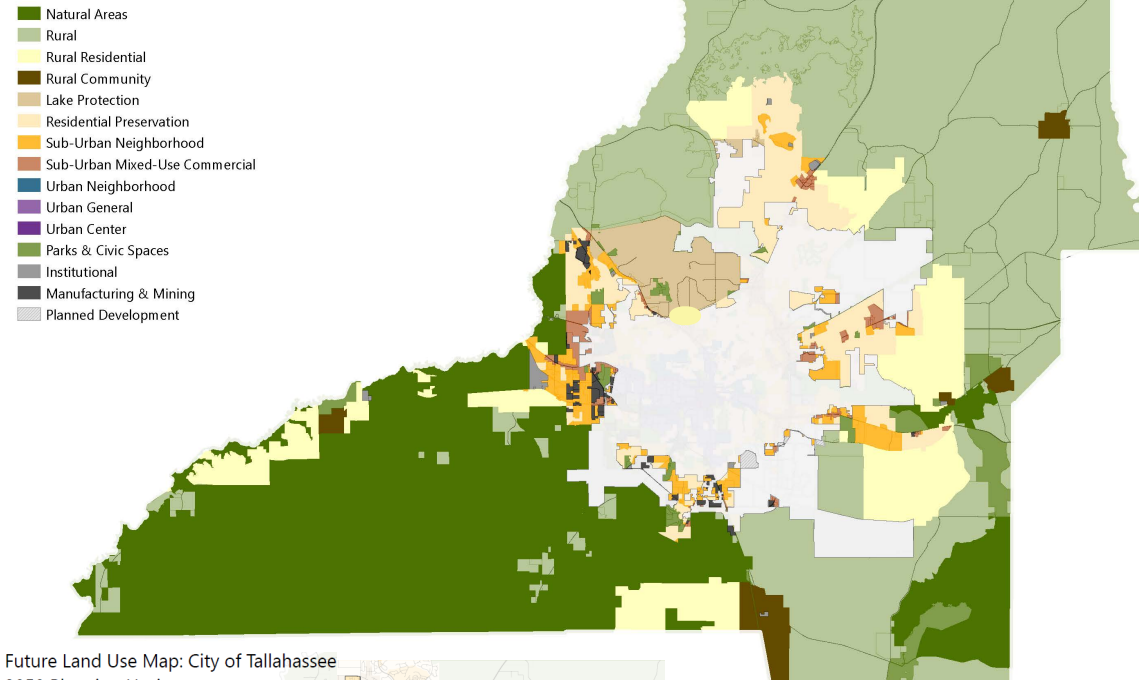 Natural Areas
Rural
Rural Residential
Rural Community
Lake Protection
Residential Preservation
Sub-Urban Neighborhood
Sub-Urban Mixed-Use Commercial
Urban Neighborhood
Urban General
Urban Center
Parks & Civic Spaces
Institutional
Manufacturing & Mining
Planned Development
Future Land Use Map: City of Tallahassee